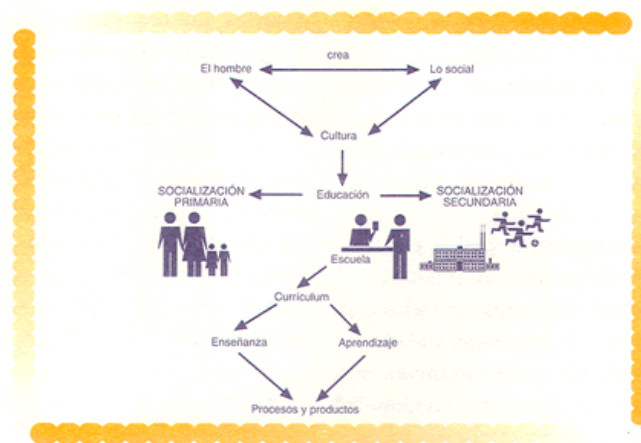 crea
El hombre
Lo social
Cultura
SOCIALIZACIÓN
PRIMARIA
Educación
SOCIALIZACIÓN
SECUNDARIA
Escuela
Currículum
Enseñanza
Aprendizaje
Procesos y productos